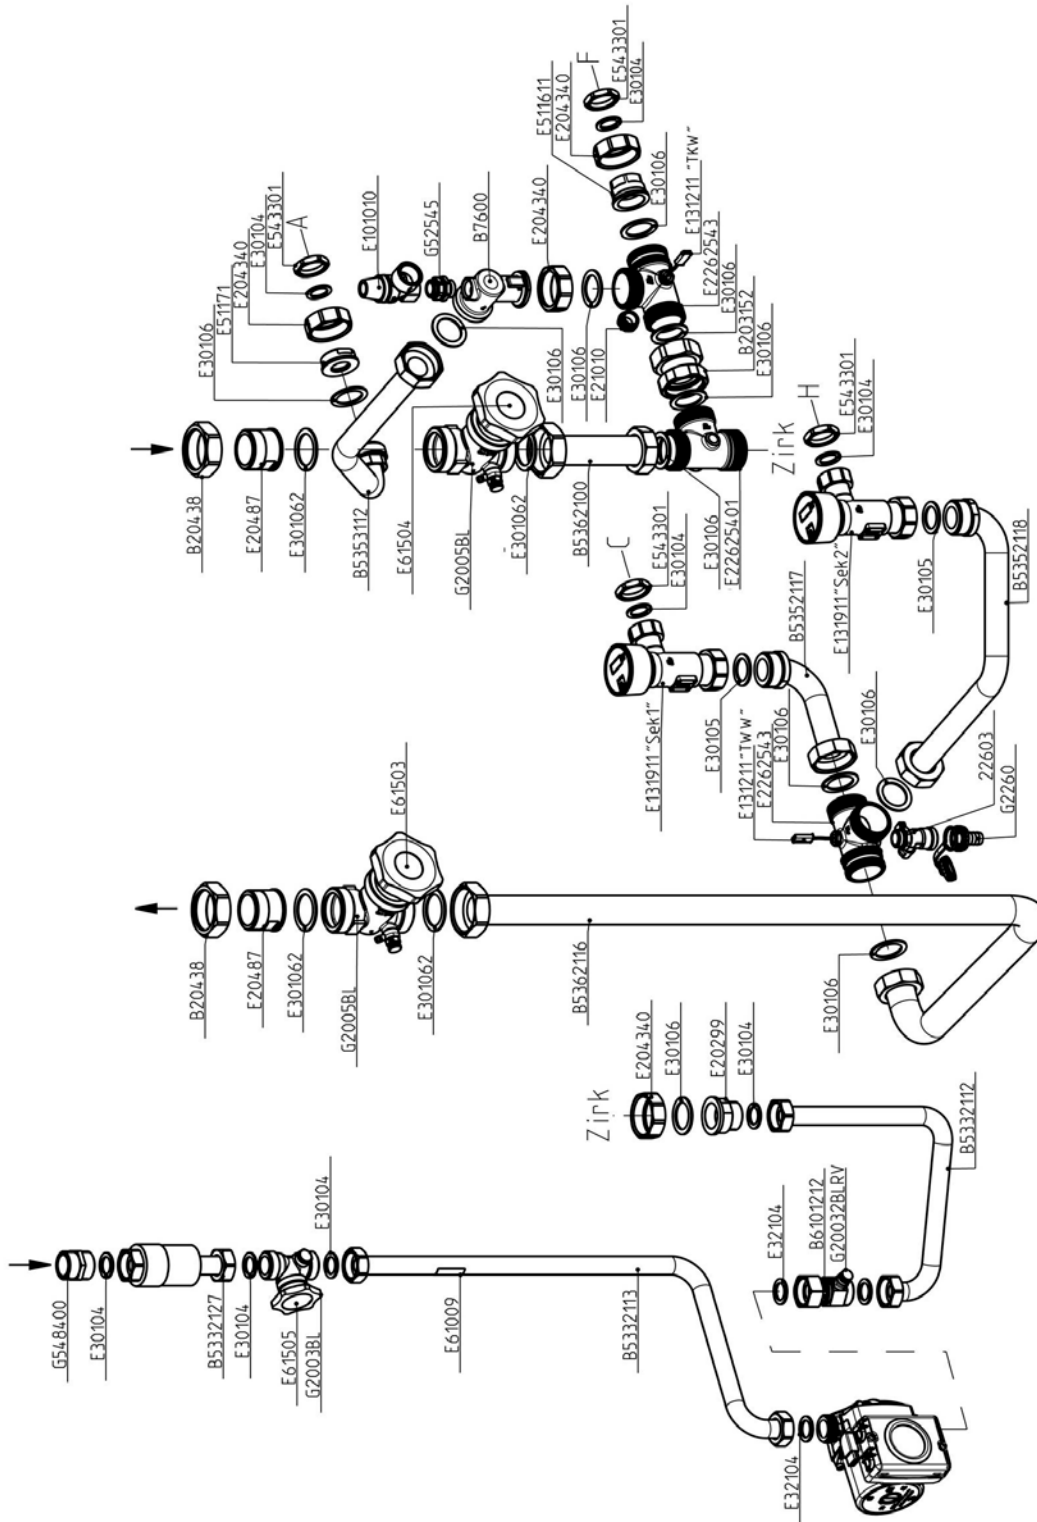 E543301
F
E30104
E204340
E511611
E30106
E131211 "TKW"
E2262543
E30106
B203152
E30106
E543301
A
E30104
E204340
E51171
E30106
E101010
G52545
B7600
E204340
E30106
E30106
E21010
B20438
E20487
E301062
B5353112
E61504
G2005BL
E301062
B5362100
E30106
E22625401
Zirk
H
E543301
E30104
E131911"Sek2"
E30105
B5352118
C
E543301
E30104
E131911"Sek1"
E30105
B5352117
E131211"TWW"
E2262543
E30106
E30106
22603
G2260
E61503
B20438
E20487
E301062
G2005BL
E301062
B5362116
E30106
Zirk
E204340
E30106
E20299
E30104
B5332112
E32104
B6101212
G20032BLRV
G548400
E30104
B5332127
E30104
E61505
G2003BL
E30104
E61009
B5332113
E32104